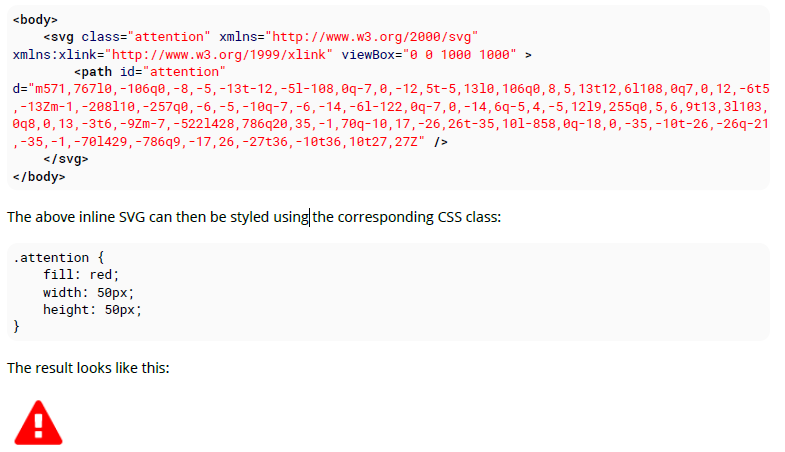 <body>
<svg class="attention" xmlns="http://www.w3.org/2000/svg"
xmlns:xlink="http://www.w3.org/1999/xlink" viewBox="0 0 1000 1000" >
<path id="attention"
d="m571,767l0,-106q0,-8,-5,-13t-12,-5l-108,0q-7,0,-12,5t-5,13l0,106q0,8,5,13t12,6l108,0q7,0,12,-6t5
,-13Zm-1,-208l10,-257q0,-6,-5,-10q-7,-6,-14,-6l-122,0q-7,0,-14,6q-5,4,-5,12l9,255q0,5,6,9t13,3l103,
0q8,0,13,-3t6,-9Zm-7,-522l428,786q20,35,-1,70q-10,17,-26,26t-35,10l-858,0q-18,0,-35,-10t-26,-26q-21
,-35,-1,-70l429,-786q9,-17,26,-27t36,-10t36,10t27,27Z" />
</svg>
</body>
The above inline SVG can then be styled using the corresponding CSS class:
.attention {
fill: red;
width: 50px;
height: 50px;
}
The result looks like this:
!